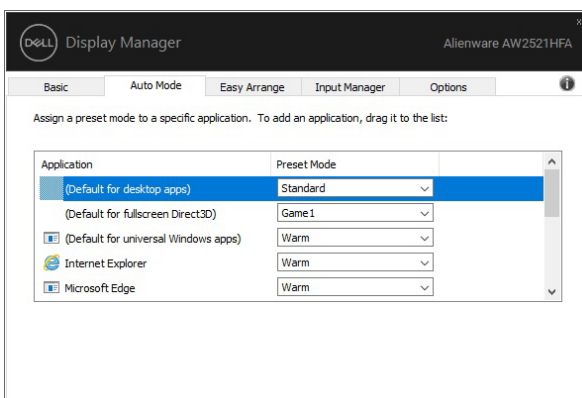 DELL Display Manager Alienware AW2521HFA
Basic Auto Mode Easy Arrange Input Manager Options
Assign a preset mode to a specific application. To add an application, drag it to the list:
Application Preset Mode
(Default for desktop apps) Standard
(Default for fullscreen Direct3D) Game1
(Default for universal Windows apps) Warm
Internet Explorer Warm
Microsoft Edge Warm